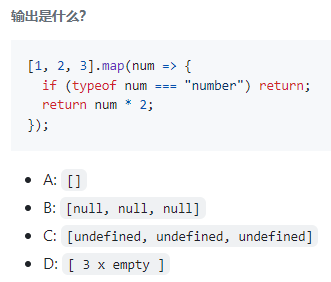 输出是什么?
[1, 2, 3].map(num => {
  if (typeof num === "number") return;
  return num * 2;
});
A: []
B: [null, null, null]
C: [undefined, undefined, undefined]
D: [ 3 x empty ]